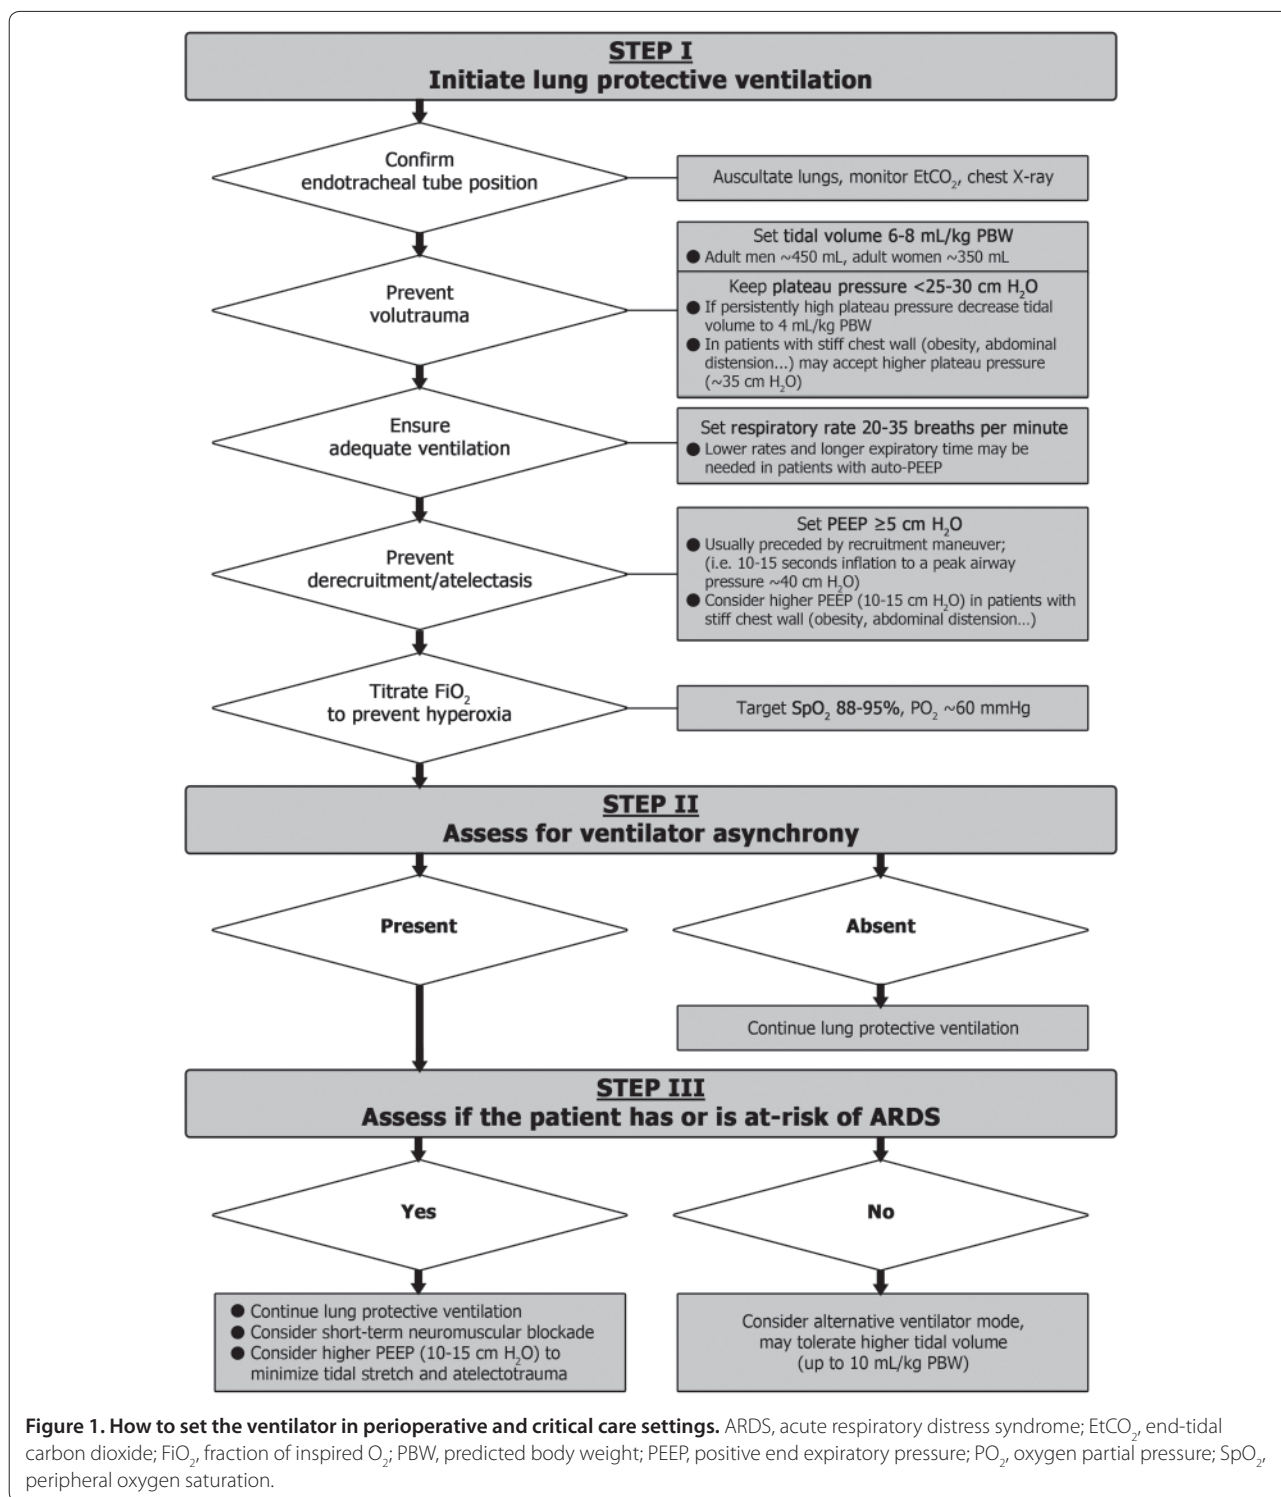 STEP I
Initiate lung protective ventilation
Confirm
endotracheal tube position
Auscultate lungs, monitor EtCO₂, chest X-ray
Prevent
volutrauma
Set tidal volume 6-8 mL/kg PBW
● Adult men ~450 mL, adult women ~350 mL
Keep plateau pressure <25-30 cm H₂O
● If persistently high plateau pressure decrease tidal
volume to 4 mL/kg PBW
● In patients with stiff chest wall (obesity, abdominal
distension...) may accept higher plateau pressure
(~35 cm H₂O)
Ensure
adequate ventilation
Set respiratory rate 20-35 breaths per minute
● Lower rates and longer expiratory time may be
needed in patients with auto-PEEP
Prevent
derecruitment/atelectasis
Set PEEP ≥5 cm H₂O
● Usually preceded by recruitment maneuver;
(i.e. 10-15 seconds inflation to a peak airway
pressure ~40 cm H₂O)
● Consider higher PEEP (10-15 cm H₂O) in patients with
stiff chest wall (obesity, abdominal distension...)
Titrate FiO₂
to prevent hyperoxia
Target SpO₂ 88-95%, PO₂ ~60 mmHg
STEP II
Assess for ventilator asynchrony
Present
Absent
Continue lung protective ventilation
STEP III
Assess if the patient has or is at-risk of ARDS
Yes
No
● Continue lung protective ventilation
● Consider short-term neuromuscular blockade
● Consider higher PEEP (10-15 cm H₂O) to
minimize tidal stretch and atelectotrauma
Consider alternative ventilator mode,
may tolerate higher tidal volume
(up to 10 mL/kg PBW)
Figure 1. How to set the ventilator in perioperative and critical care settings. ARDS, acute respiratory distress syndrome; EtCO₂, end-tidal
carbon dioxide; FiO₂, fraction of inspired O₂; PBW, predicted body weight; PEEP, positive end expiratory pressure; PO₂, oxygen partial pressure; SpO₂,
peripheral oxygen saturation.